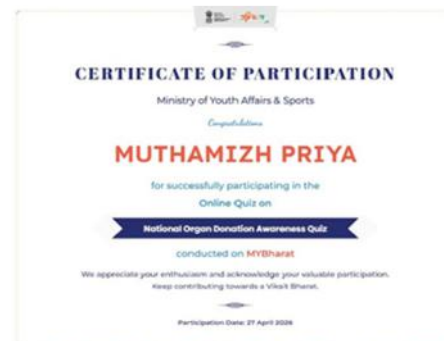 CERTIFICATE OF PARTICIPATION
Ministry of Youth Affairs & Sports
Congratulations
MUTHAMIZH PRIYA
for successfully participating in the
Online Quiz on
National Organ Donation Awareness Quiz
conducted on MYBharat
We appreciate your enthusiasm and acknowledge your valuable participation.
Keep contributing towards a Viksit Bharat.
Participation Date: 27 April 2026